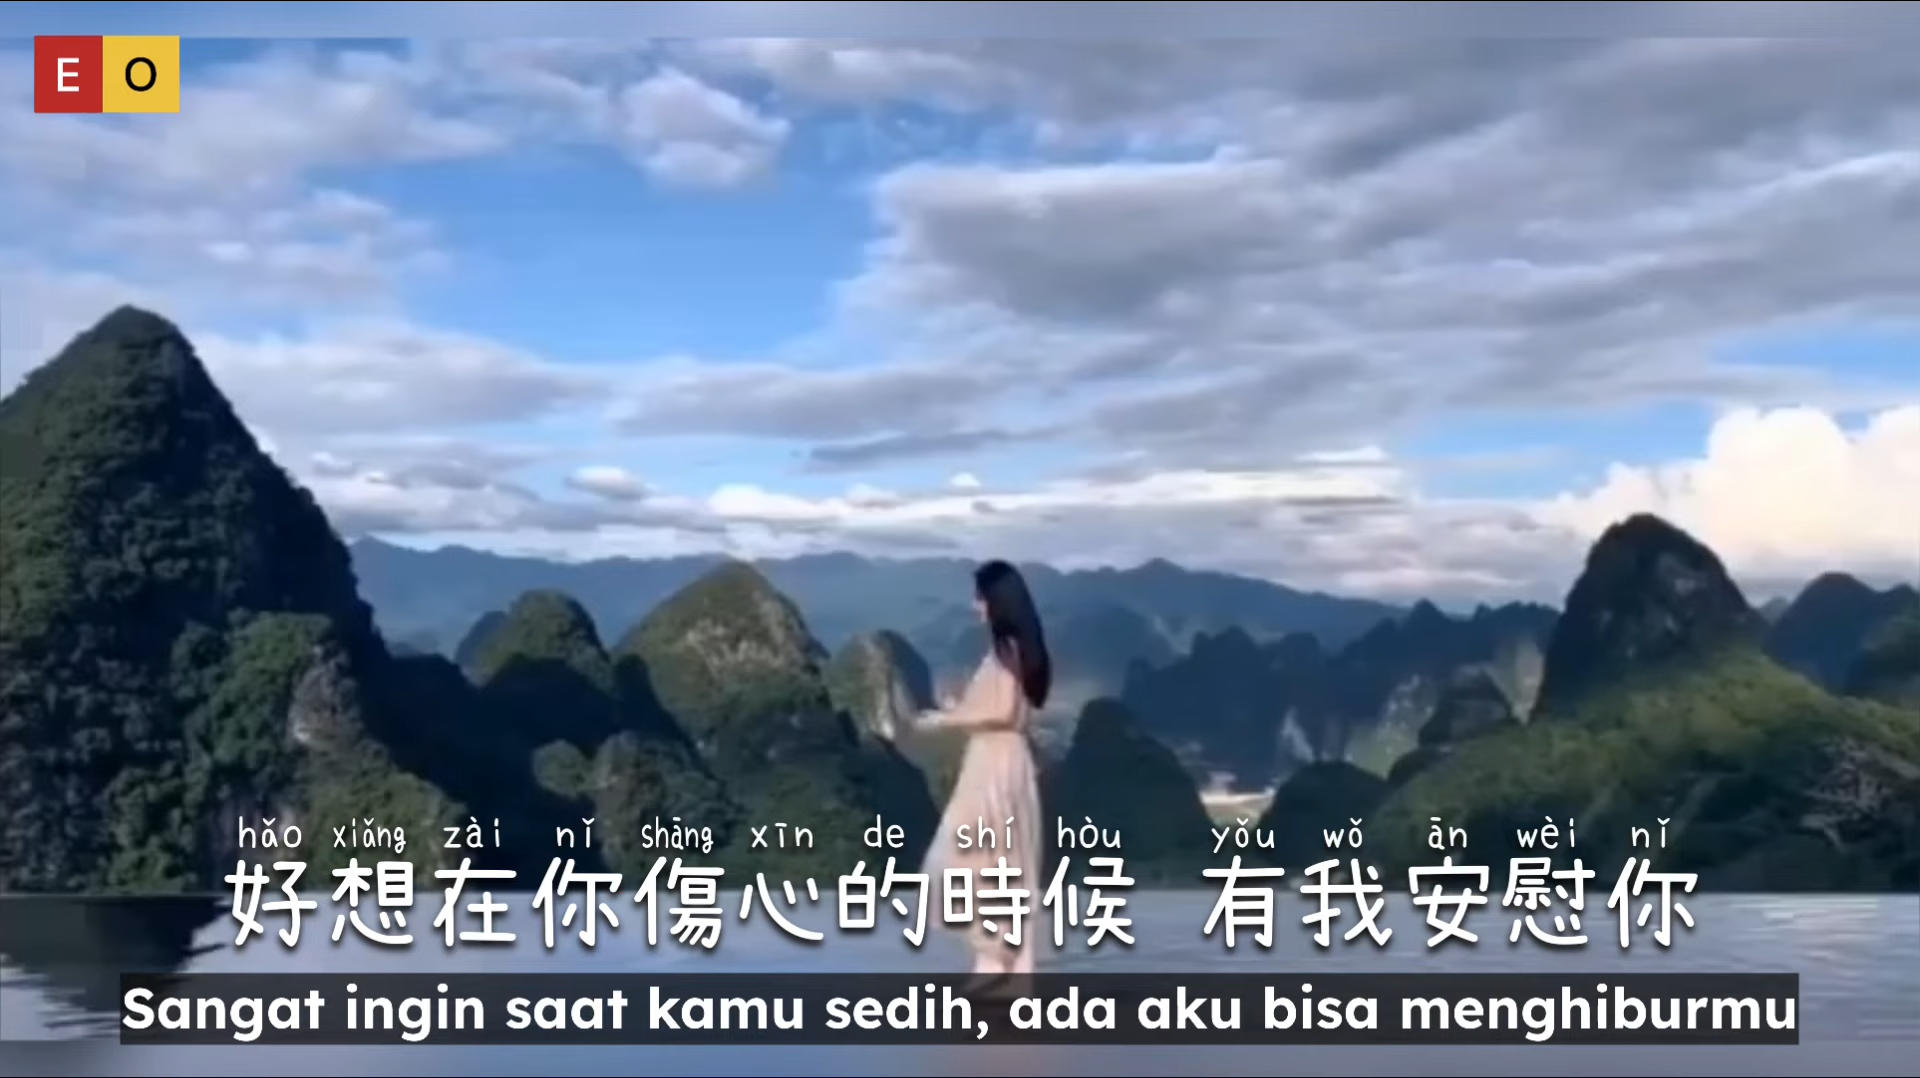 E O
hǎo xiǎng zài nǐ shāng xīn de shí hòu yǒu wǒ ān wèi nǐ
好想在你傷心的時候 有我安慰你
Sangat ingin saat kamu sedih, ada aku bisa menghiburmu